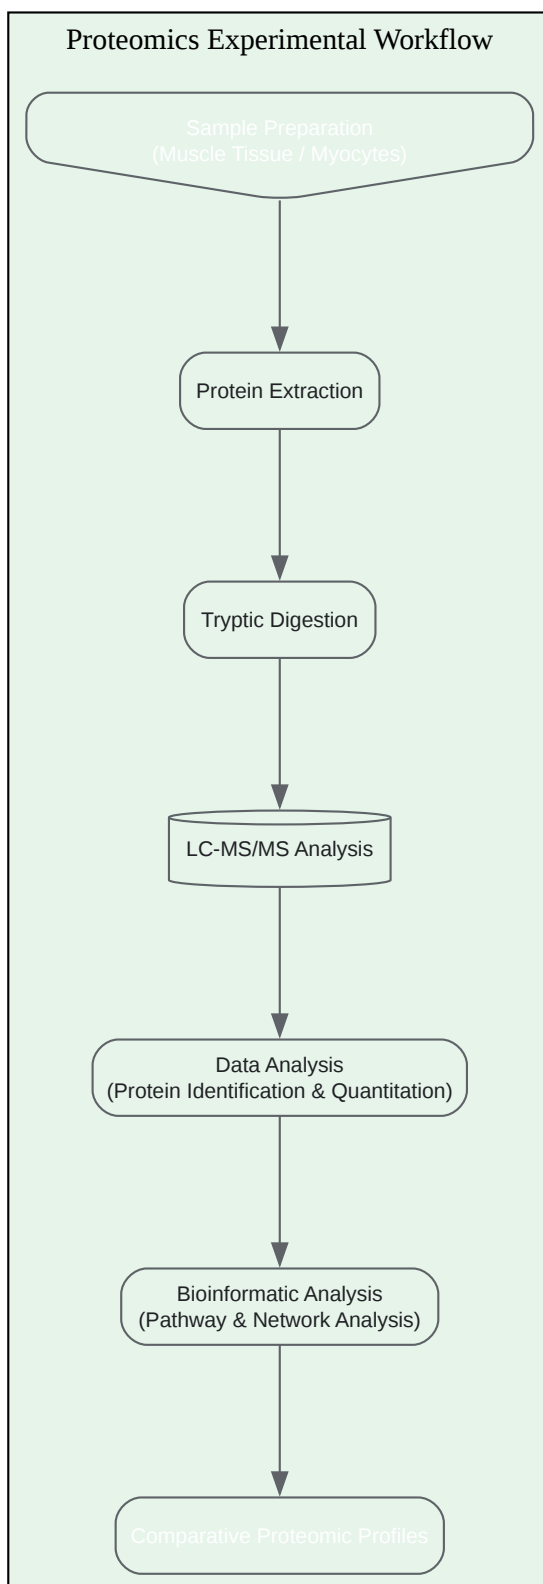 Proteomics Experimental Workflow
Sample Preparation
(Muscle Tissue / Myocytes)
Protein Extraction
Tryptic Digestion
LC-MS/MS Analysis
Data Analysis
(Protein Identification & Quantitation)
Bioinformatic Analysis
(Pathway & Network Analysis)
Comparative Proteomic Profiles